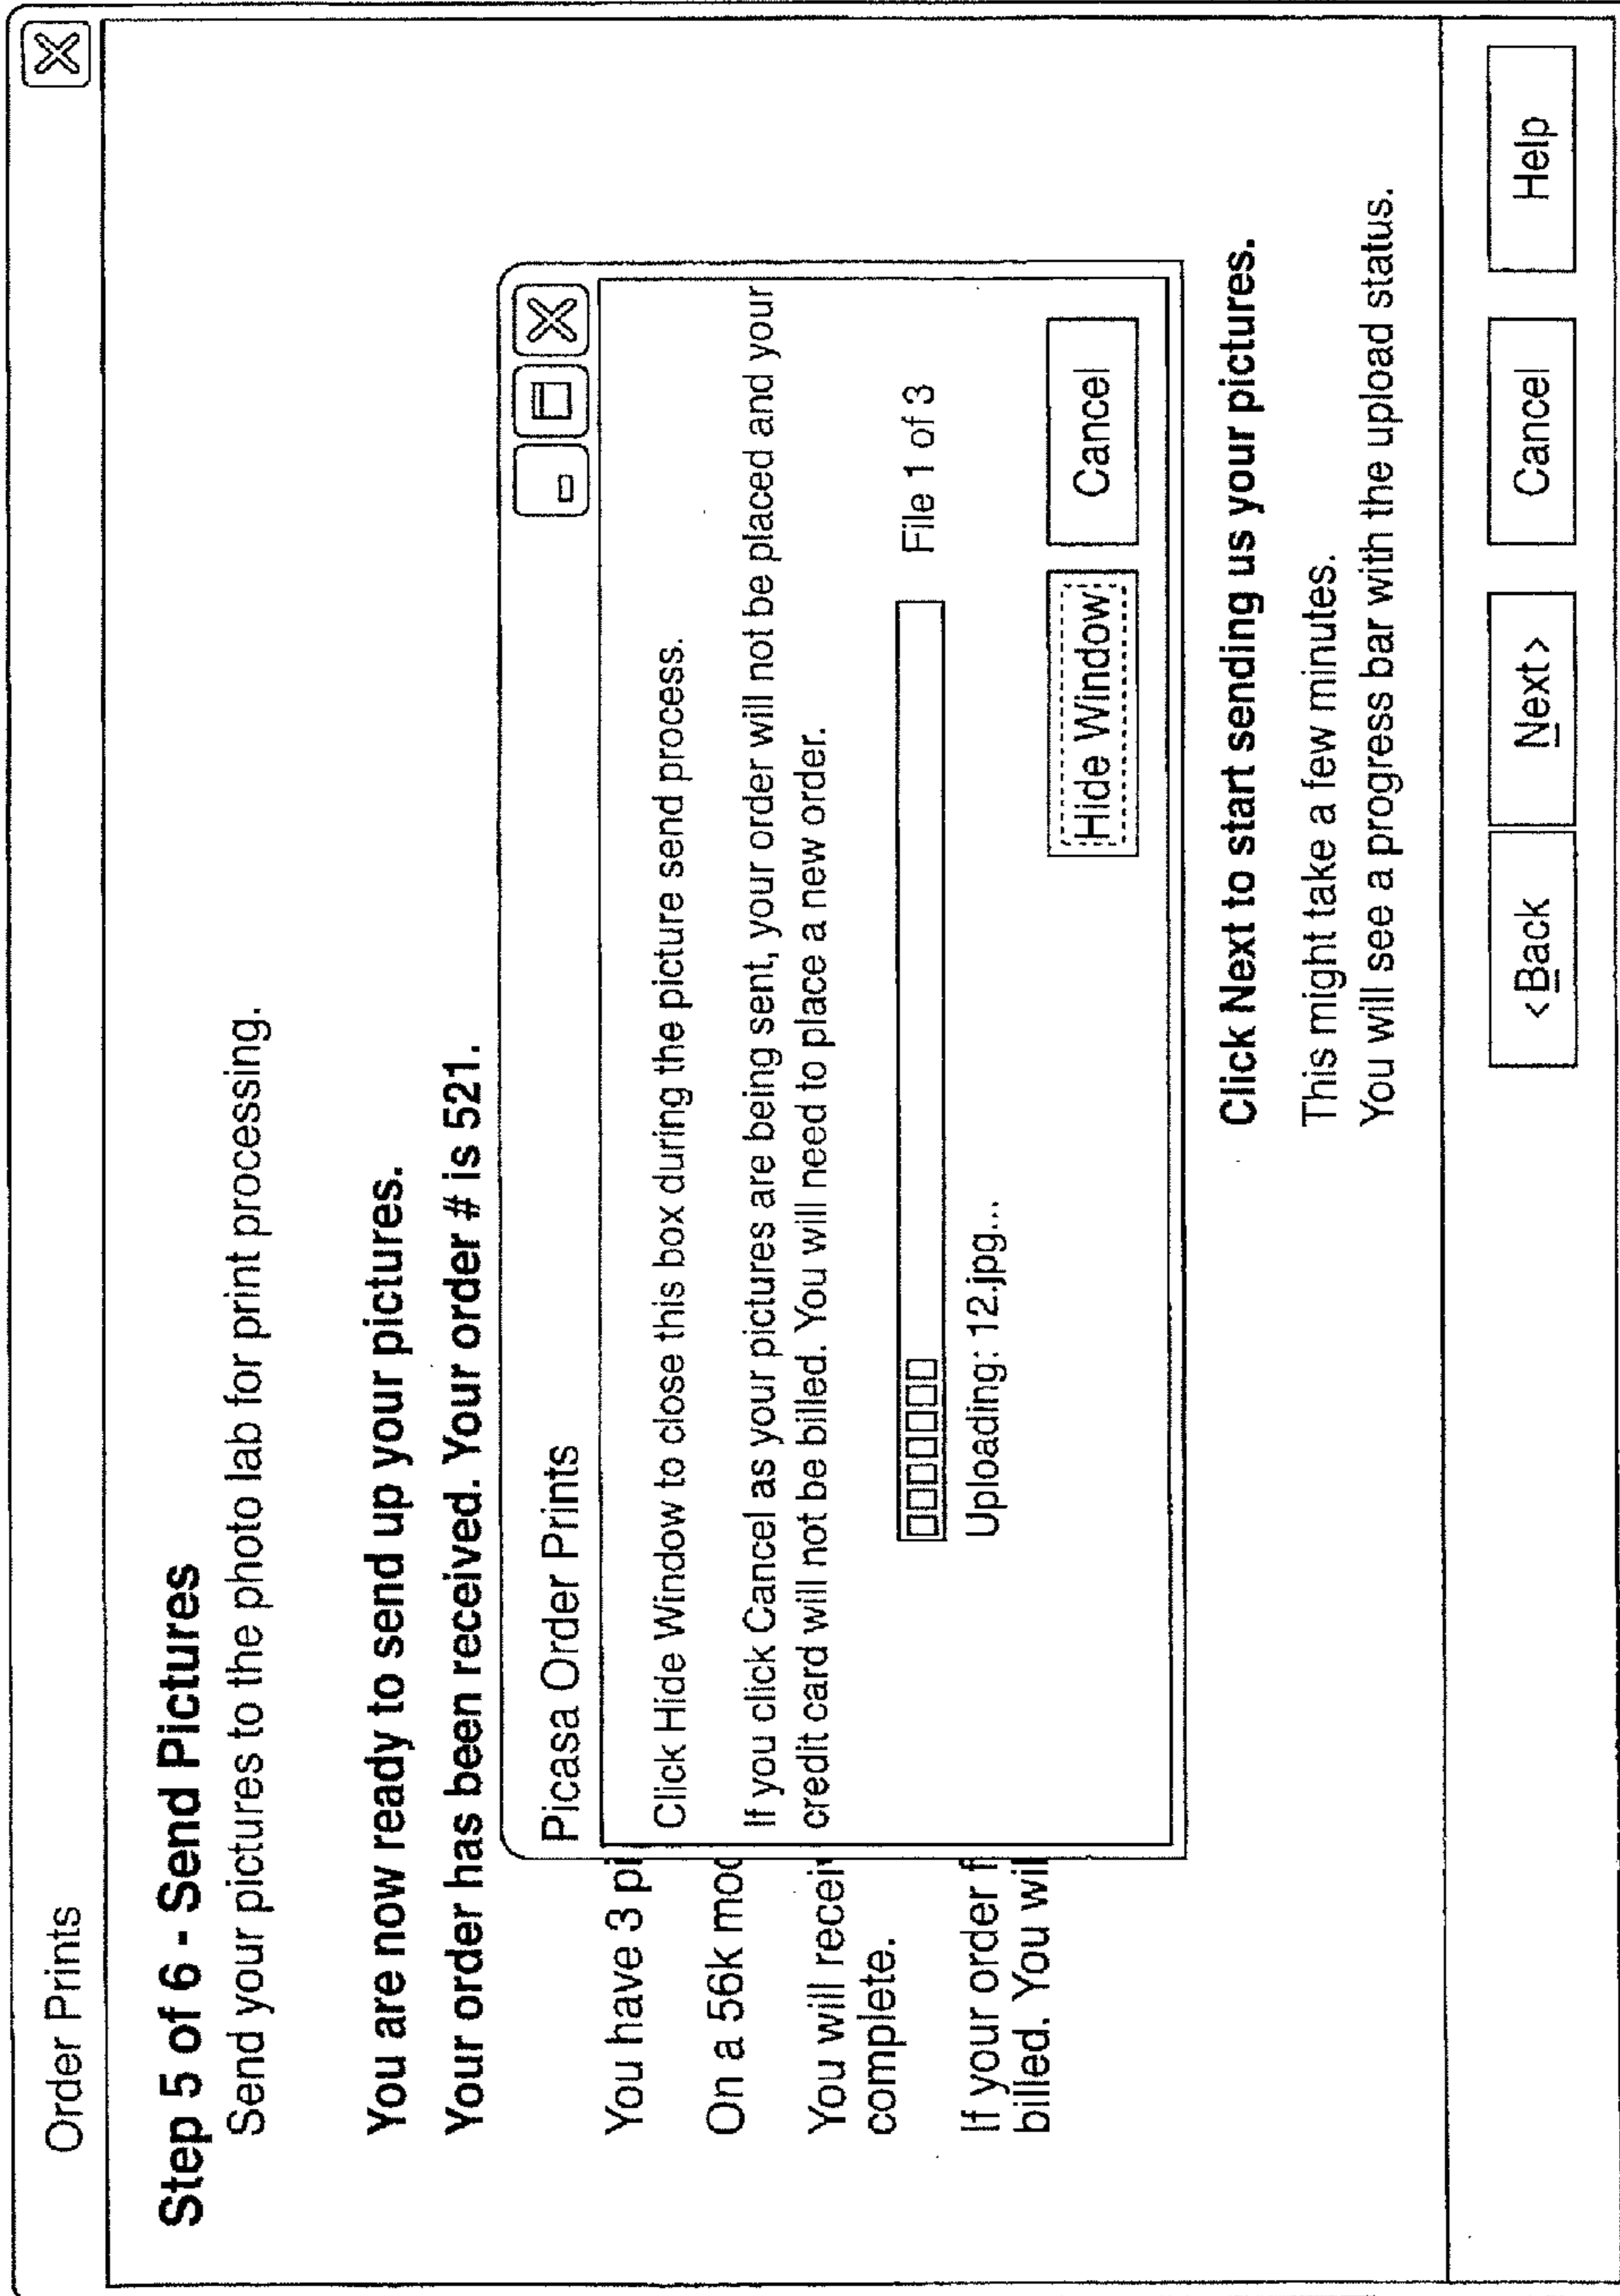 Order Prints
Step 5 of 6 - Send Pictures
Send your pictures to the photo lab for print processing.
You are now ready to send up your pictures.
Your order has been received. Your order # is 521.
Picasa Order Prints
Click Hide Window to close this box during the picture send process.
If you click Cancel as your pictures are being sent, your order will not be placed and your
credit card will not be billed. You will need to place a new order.
File 1 of 3
Uploading: 12.jpg...
Hide Window
Cancel
You have 3
On a 56k
You will
complete.
If your order
billed. You
Click Next to start sending us your pictures.
This might take a few minutes.
You will see a progress bar with the upload status.
<Back
Next>
Cancel
Help